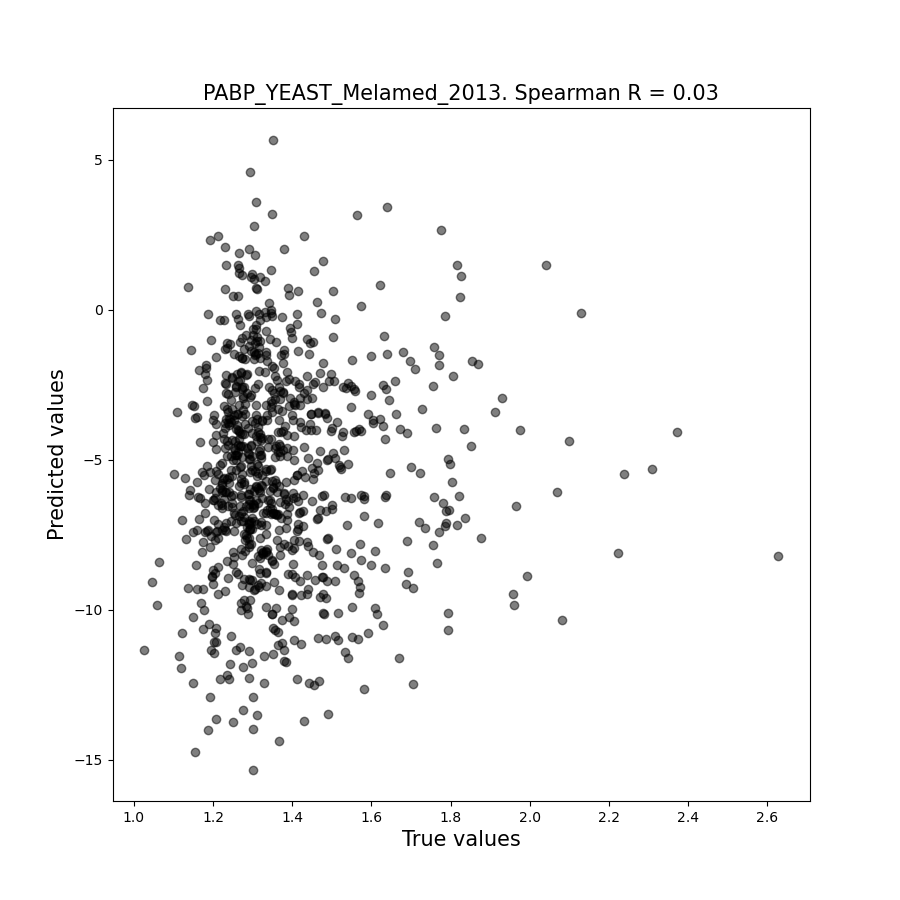 PABP_YEAST_Melamed_2013. Spearman R = 0.03
5
0
−5
−10
−15
Predicted values
1.0 1.2 1.4 1.6 1.8 2.0 2.2 2.4 2.6
True values